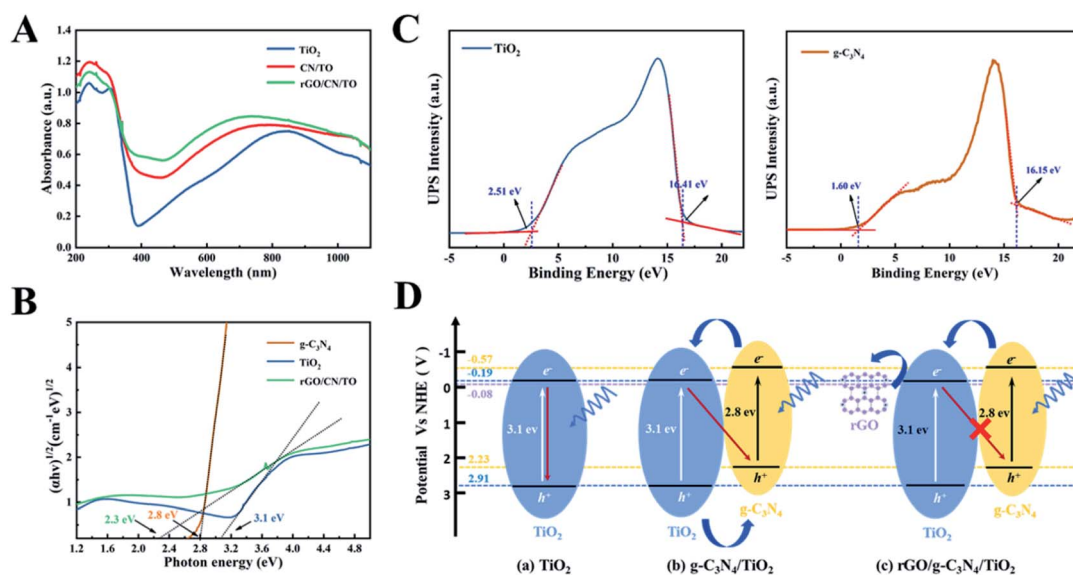 A
TiO2
CN/TO
rGO/CN/TO
Absorbance (a.u.)
1.4
1.2
1.0
0.8
0.6
0.4
0.2
0.0
200
400
600
800
1000
Wavelength (nm)
C
TiO2
UPS Intensity (a.u.)
2.51 eV
16.41 eV
-5
0
5
10
15
20
Binding Energy (eV)
g-C3N4
UPS Intensity (a.u.)
1.60 eV
16.15 eV
-5
0
5
10
15
20
Binding Energy (eV)
B
g-C3N4
TiO2
rGO/CN/TO
(αhν)1/2(cm-1eV)1/2
5
4
3
2
1
2.3 eV
2.8 eV
3.1 eV
1.2
1.6
2.0
2.4
2.8
3.2
3.6
4.0
4.4
4.8
Photon energy (eV)
D
Potential Vs NHE ( V )
-1
0
1
2
3
-0.57
-0.19
-0.08
2.23
2.91
e-
3.1 ev
h+
TiO2
(a) TiO2
e-
3.1 ev
h+
TiO2
e-
2.8 ev
h+
g-C3N4
(b) g-C3N4/TiO2
rGO
e-
3.1 ev
h+
TiO2
e-
2.8 ev
h+
g-C3N4
(c) rGO/g-C3N4/TiO2